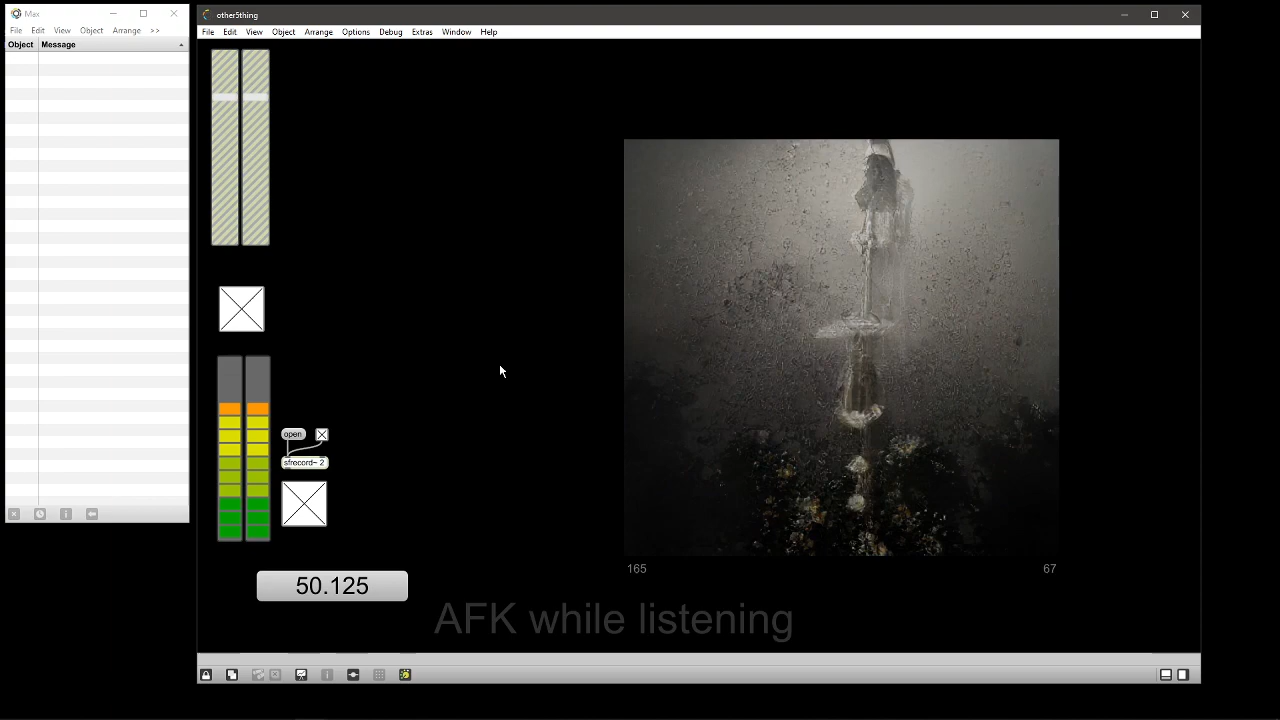 Max
File Edit View Object Arrange >>
Object Message
other5thing
File Edit View Object Arrange Options Debug Extras Window Help
open
sfrecord~ 2
165
67
50.125
AFK while listening